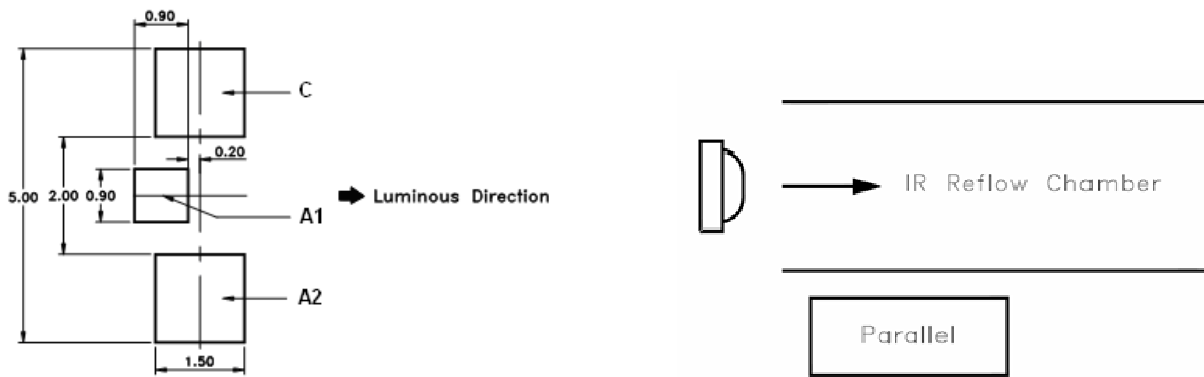 0.90
C
0.20
5.00
2.00
0.90
Luminous Direction
A1
A2
1.50
IR Reflow Chamber
Parallel